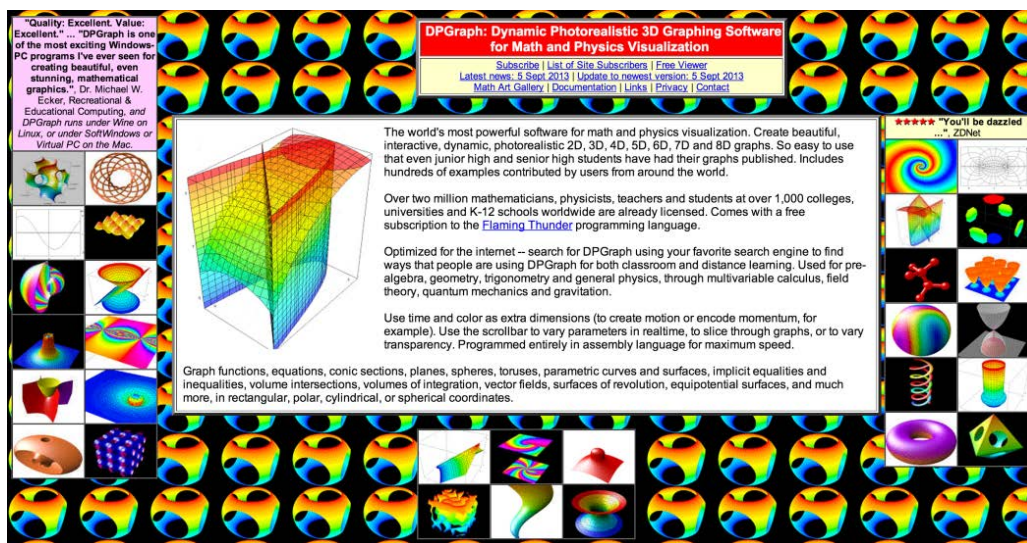 "Quality: Excellent. Value:
Excellent." ... "DPGraph is one
of the most exciting Windows-
PC programs I've ever seen for
creating beautiful, even
stunning, mathematical
graphics.", Dr. Michael W.
Ecker, Recreational &
Educational Computing, and
DPGraph runs under Wine on
Linux, or under SoftWindows or
Virtual PC on the Mac.
DPGraph: Dynamic Photorealistic 3D Graphing Software
for Math and Physics Visualization
Subscribe | List of Site Subscribers | Free Viewer
Latest news: 5 Sept 2013 | Update to newest version: 5 Sept 2013
Math Art Gallery | Documentation | Links | Privacy | Contact
The world's most powerful software for math and physics visualization. Create beautiful,
interactive, dynamic, photorealistic 2D, 3D, 4D, 5D, 6D, 7D and 8D graphs. So easy to use
that even junior high and senior high students have had their graphs published. Includes
hundreds of examples contributed by users from around the world.
Over two million mathematicians, physicists, teachers and students at over 1,000 colleges,
universities and K-12 schools worldwide are already licensed. Comes with a free
subscription to the Flaming Thunder programming language.
Optimized for the internet -- search for DPGraph using your favorite search engine to find
ways that people are using DPGraph for both classroom and distance learning. Used for pre-
algebra, geometry, trigonometry and general physics, through multivariable calculus, field
theory, quantum mechanics and gravitation.
Use time and color as extra dimensions (to create motion or encode momentum, for
example). Use the scrollbar to vary parameters in realtime, to slice through graphs, or to vary
transparency. Programmed entirely in assembly language for maximum speed.
Graph functions, equations, conic sections, planes, spheres, toruses, parametric curves and surfaces, implicit equalities and
inequalities, volume intersections, volumes of integration, vector fields, surfaces of revolution, equipotential surfaces, and much
more, in rectangular, polar, cylindrical, or spherical coordinates.
★★★★★ "You'll be dazzled
...", ZDNet